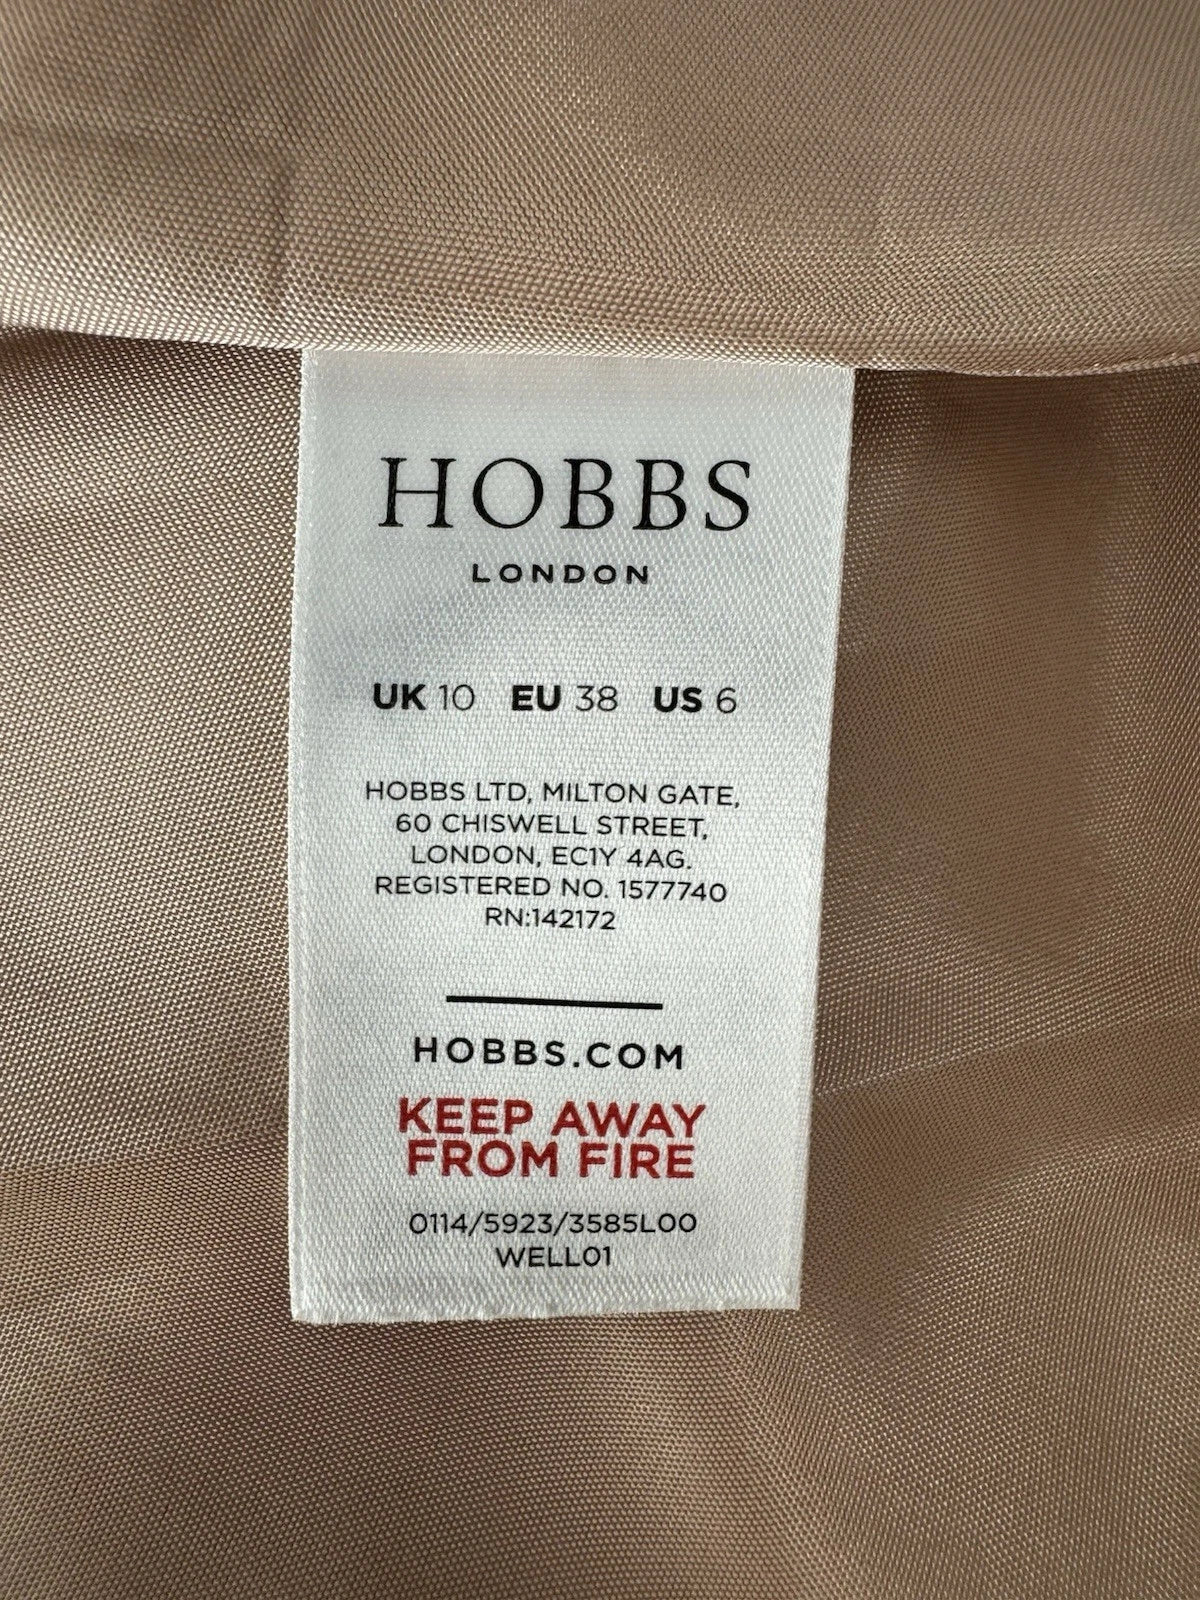 HOBBS
LONDON
UK 10 EU 38 US 6
HOBBS LTD, MILTON GATE,
60 CHISWELL STREET,
LONDON, EC1Y 4AG.
REGISTERED NO. 1577740
RN:142172
HOBBS.COM
KEEP AWAY
FROM FIRE
0114/5923/3585L00
WELL01